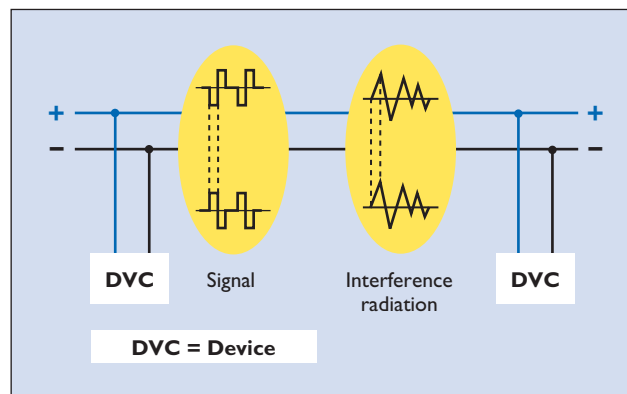 + +
– –
DVC Signal Interference DVC
radiation
DVC = Device